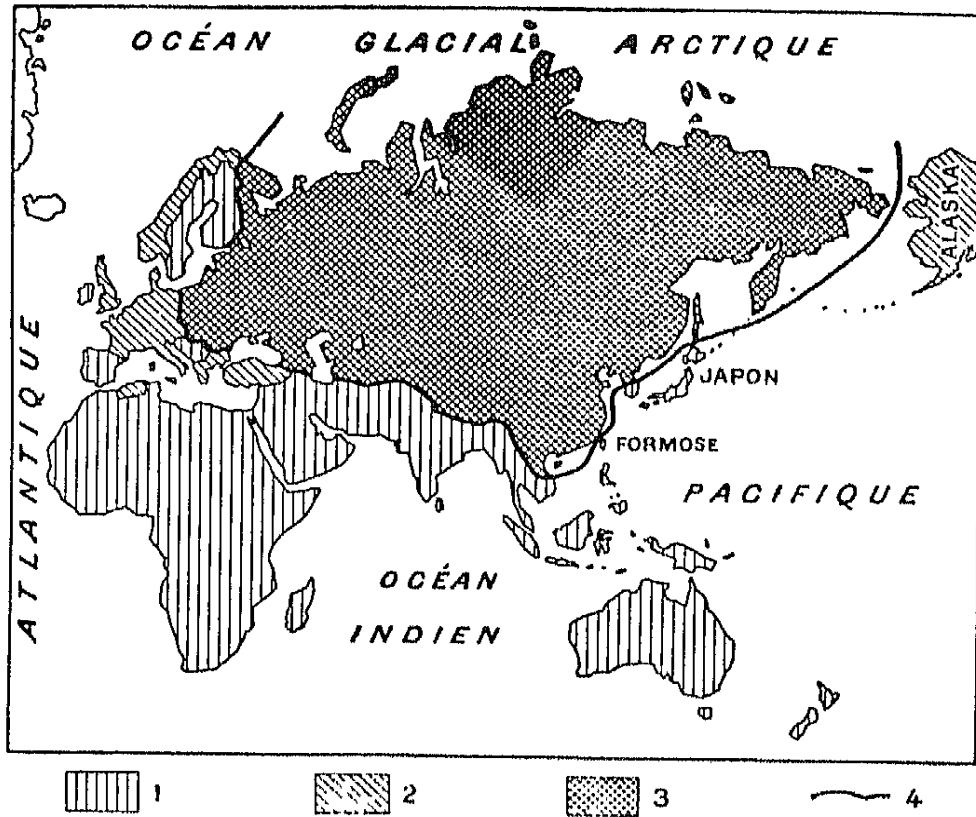 OCÉAN GLACIAL ARCTIQUE
ALASKA
ATLANTIQUE
JAPON
FORMOSE
PACIFIQUE
OCÉAN
INDIEN
1 2 3 4